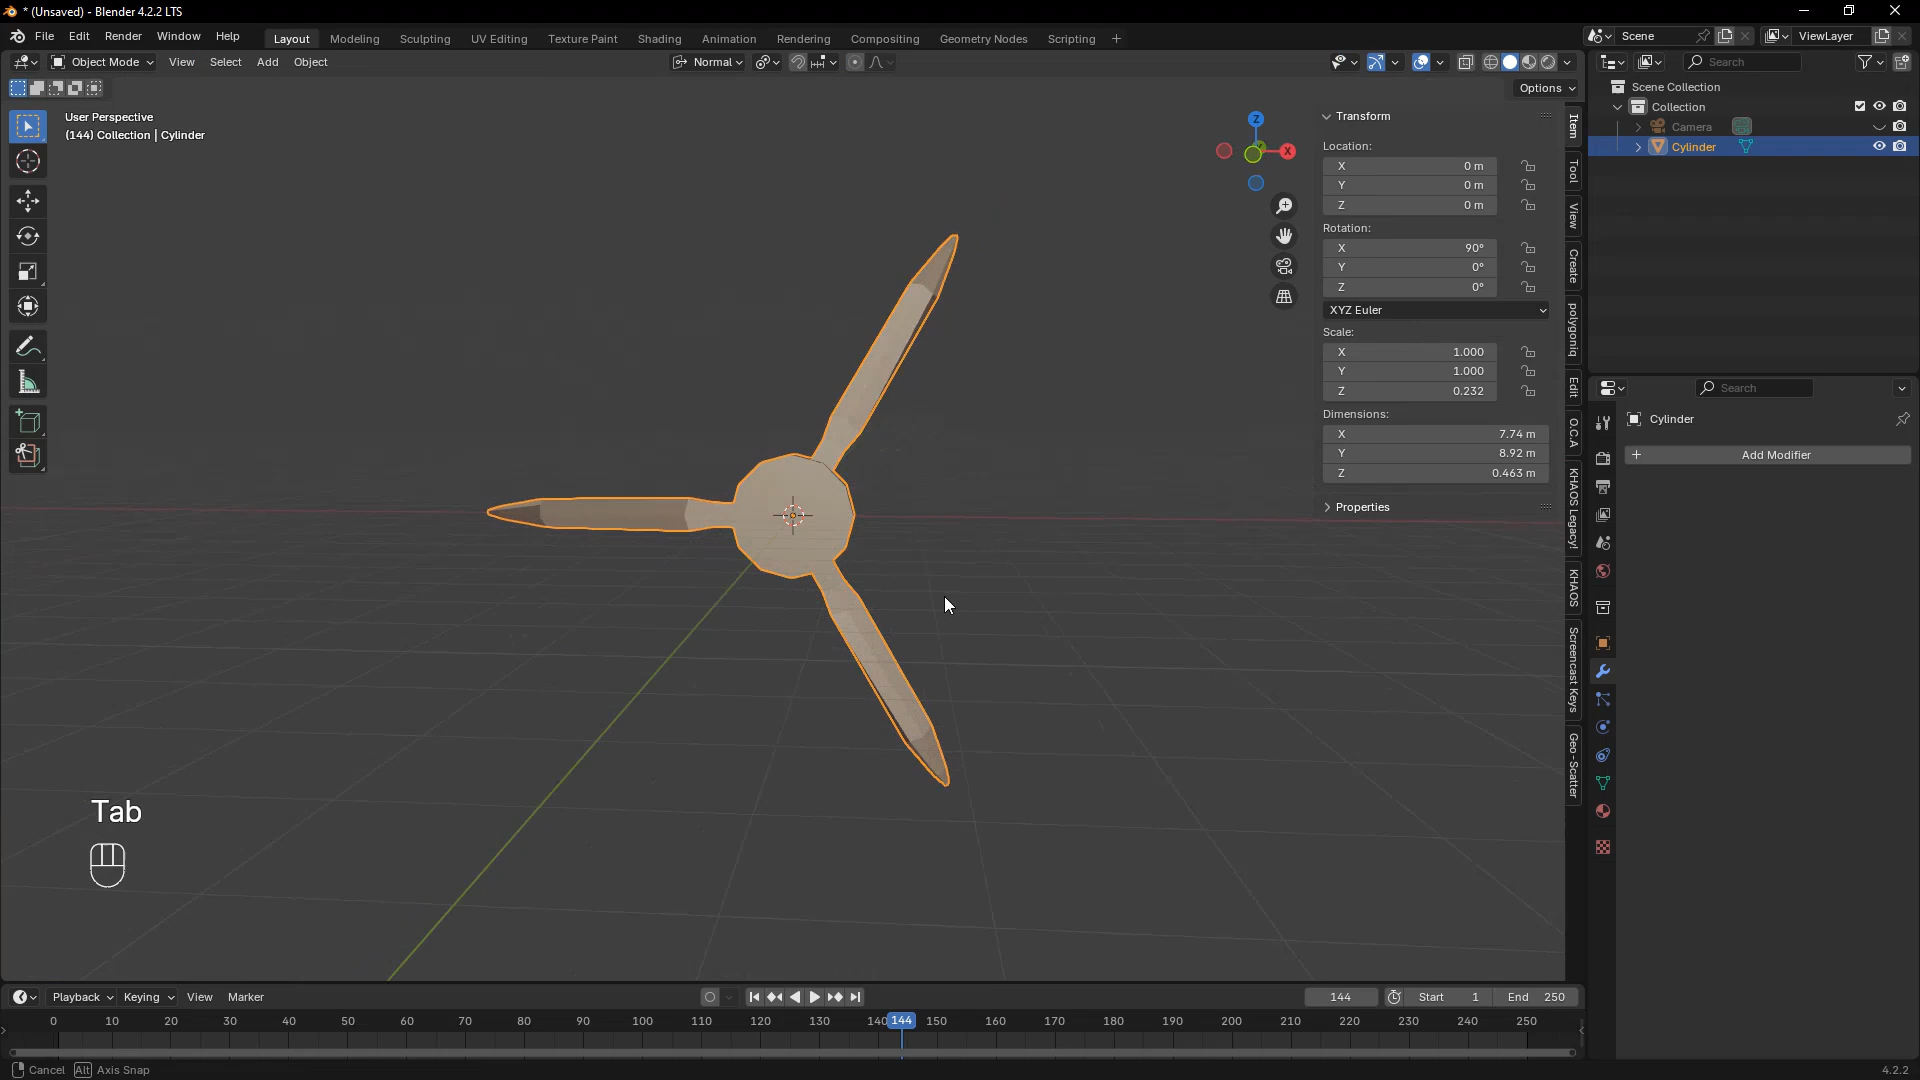 * (Unsaved) - Blender 4.2.2 LTS
File Edit Render Window Help
Layout Modeling Sculpting UV Editing Texture Paint Shading Animation Rendering Compositing Geometry Nodes Scripting +
Scene ViewLayer
Object Mode View Select Add Object
Normal
Search
Options
User Perspective
(144) Collection | Cylinder
Z
X
Scene Collection
Collection
Camera
Cylinder
Transform
Location:
X 0 m
Y 0 m
Z 0 m
Rotation:
X 90°
Y 0°
Z 0°
XYZ Euler
Scale:
X 1.000
Y 1.000
Z 0.232
Dimensions:
X 7.74 m
Y 8.92 m
Z 0.463 m
Properties
Item
Tool
View
Create
polygoniq
Edit
O.C.A
KHAOS Legacy!
KHAOS
Screencast Keys
Geo-Scatter
Search
Cylinder
+ Add Modifier
Tab
Playback Keying View Marker
144 Start 1 End 250
0 10 20 30 40 50 60 70 80 90 100 110 120 130 140 144 150 160 170 180 190 200 210 220 230 240 250
Cancel Alt Axis Snap
4.2.2